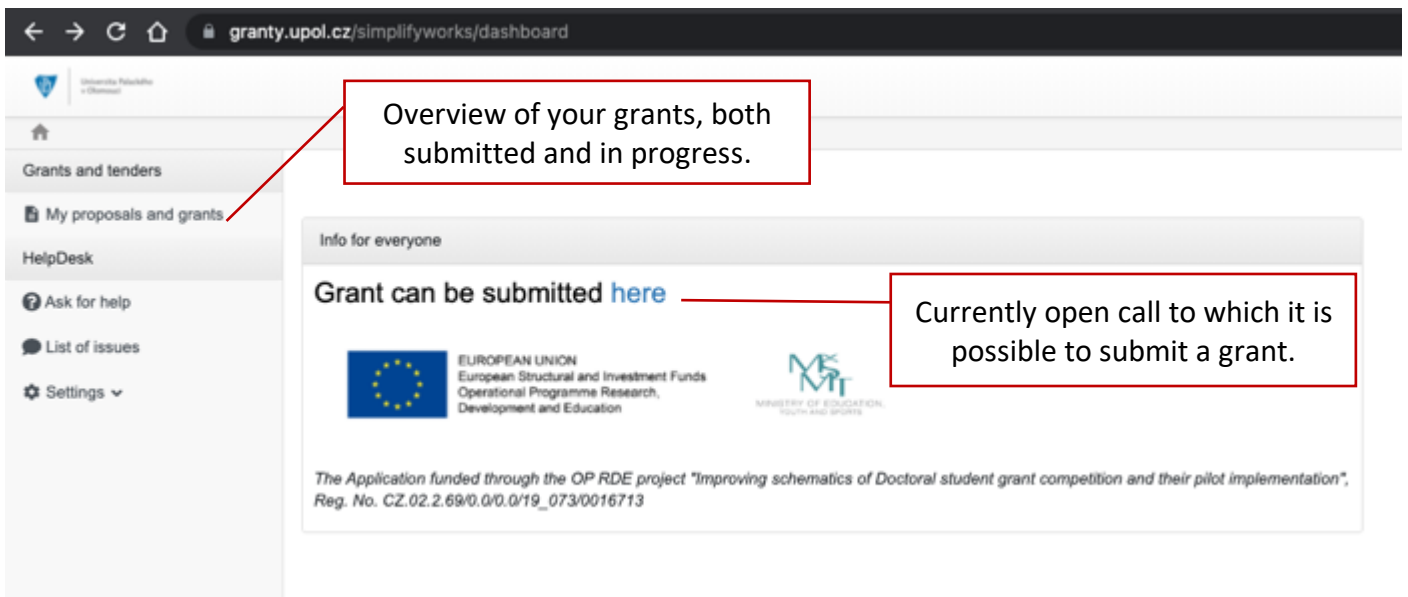 granty.upol.cz/simplifyworks/dashboard
Univerzita Palackého
v Olomouci
Overview of your grants, both
submitted and in progress.
Grants and tenders
My proposals and grants
HelpDesk
Ask for help
List of issues
Settings
Info for everyone
Grant can be submitted here
Currently open call to which it is
possible to submit a grant.
EUROPEAN UNION
European Structural and Investment Funds
Operational Programme Research,
Development and Education
MŠMT
MINISTRY OF EDUCATION,
YOUTH AND SPORTS
The Application funded through the OP RDE project "Improving schematics of Doctoral student grant competition and their pilot implementation",
Reg. No. CZ.02.2.69/0.0/0.0/19_073/0016713